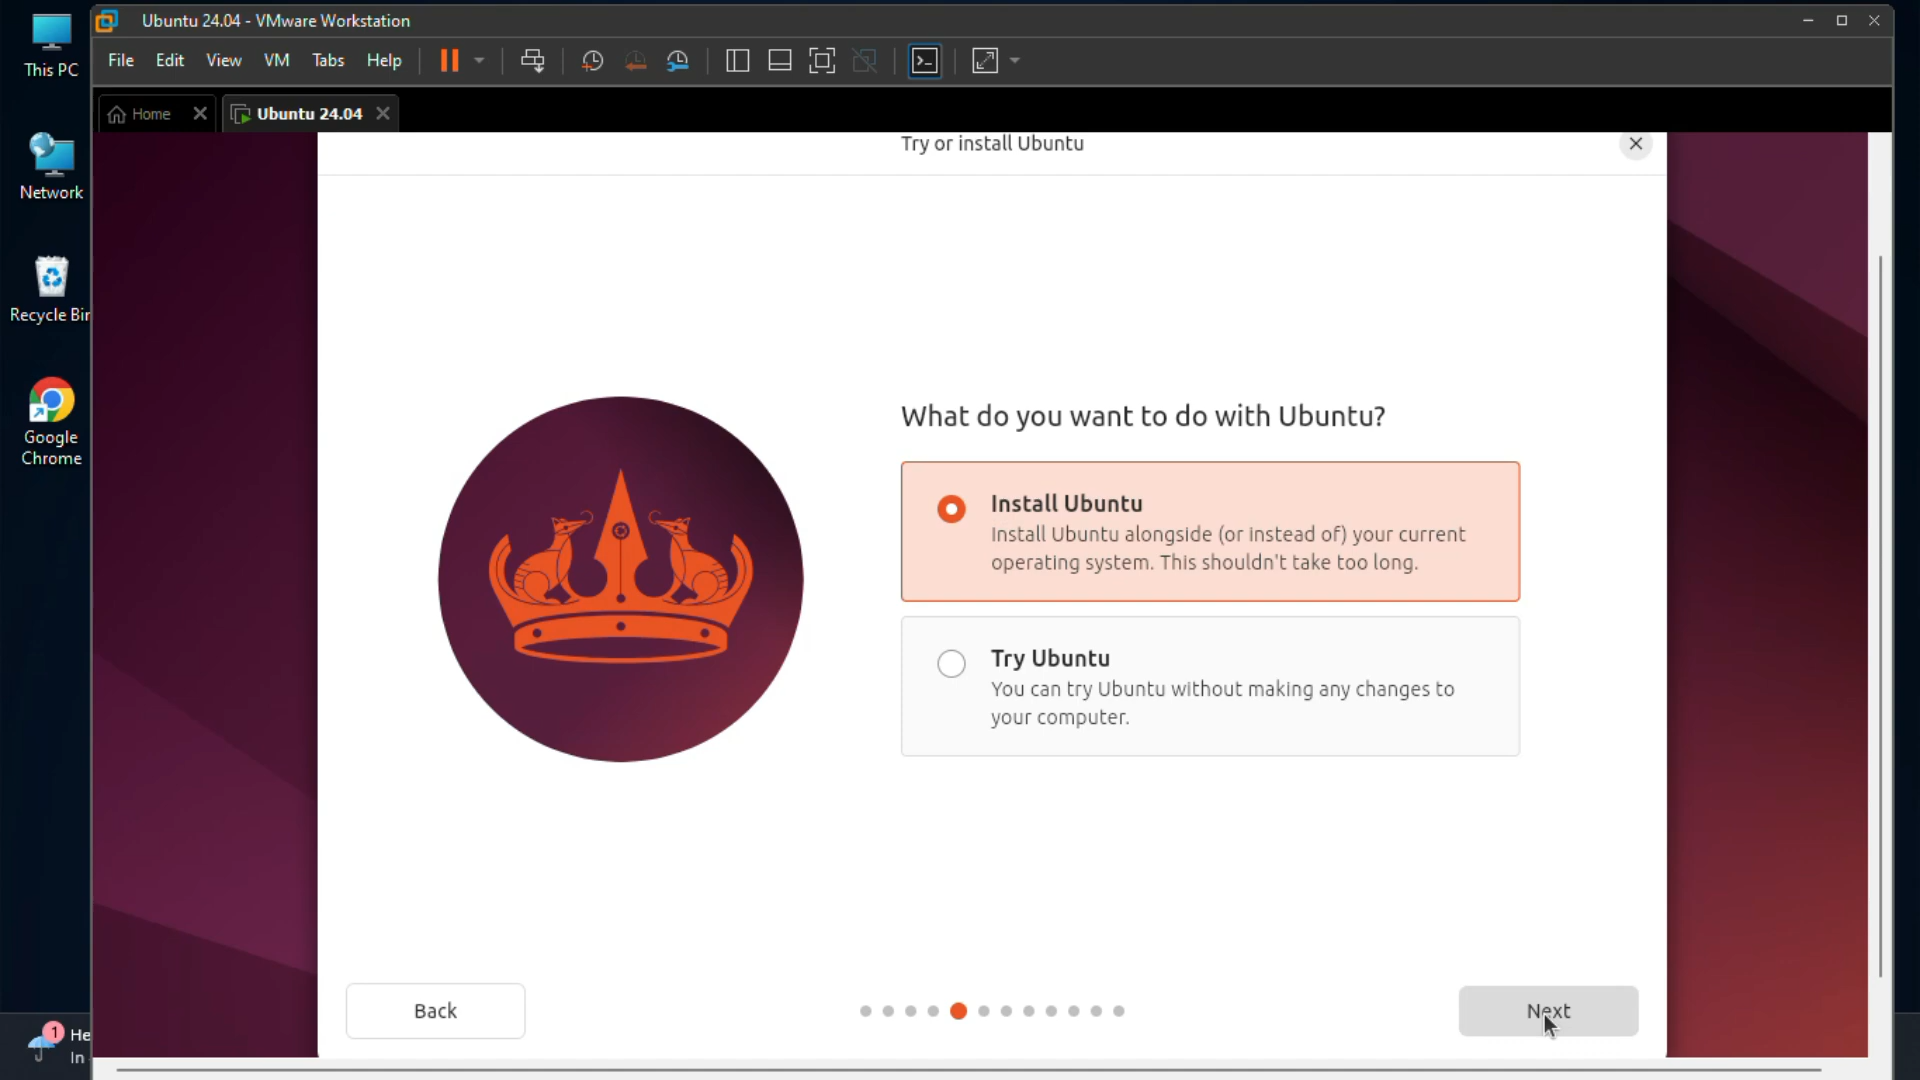 Ubuntu 24.04 - VMware Workstation
File Edit View VM Tabs Help
Home
Ubuntu 24.04
This PC
Network
Recycle Bin
Google
Chrome
Try or install Ubuntu
What do you want to do with Ubuntu?
Install Ubuntu
Install Ubuntu alongside (or instead of) your current
operating system. This shouldn't take too long.
Try Ubuntu
You can try Ubuntu without making any changes to
your computer.
Back
Next
1
He
In